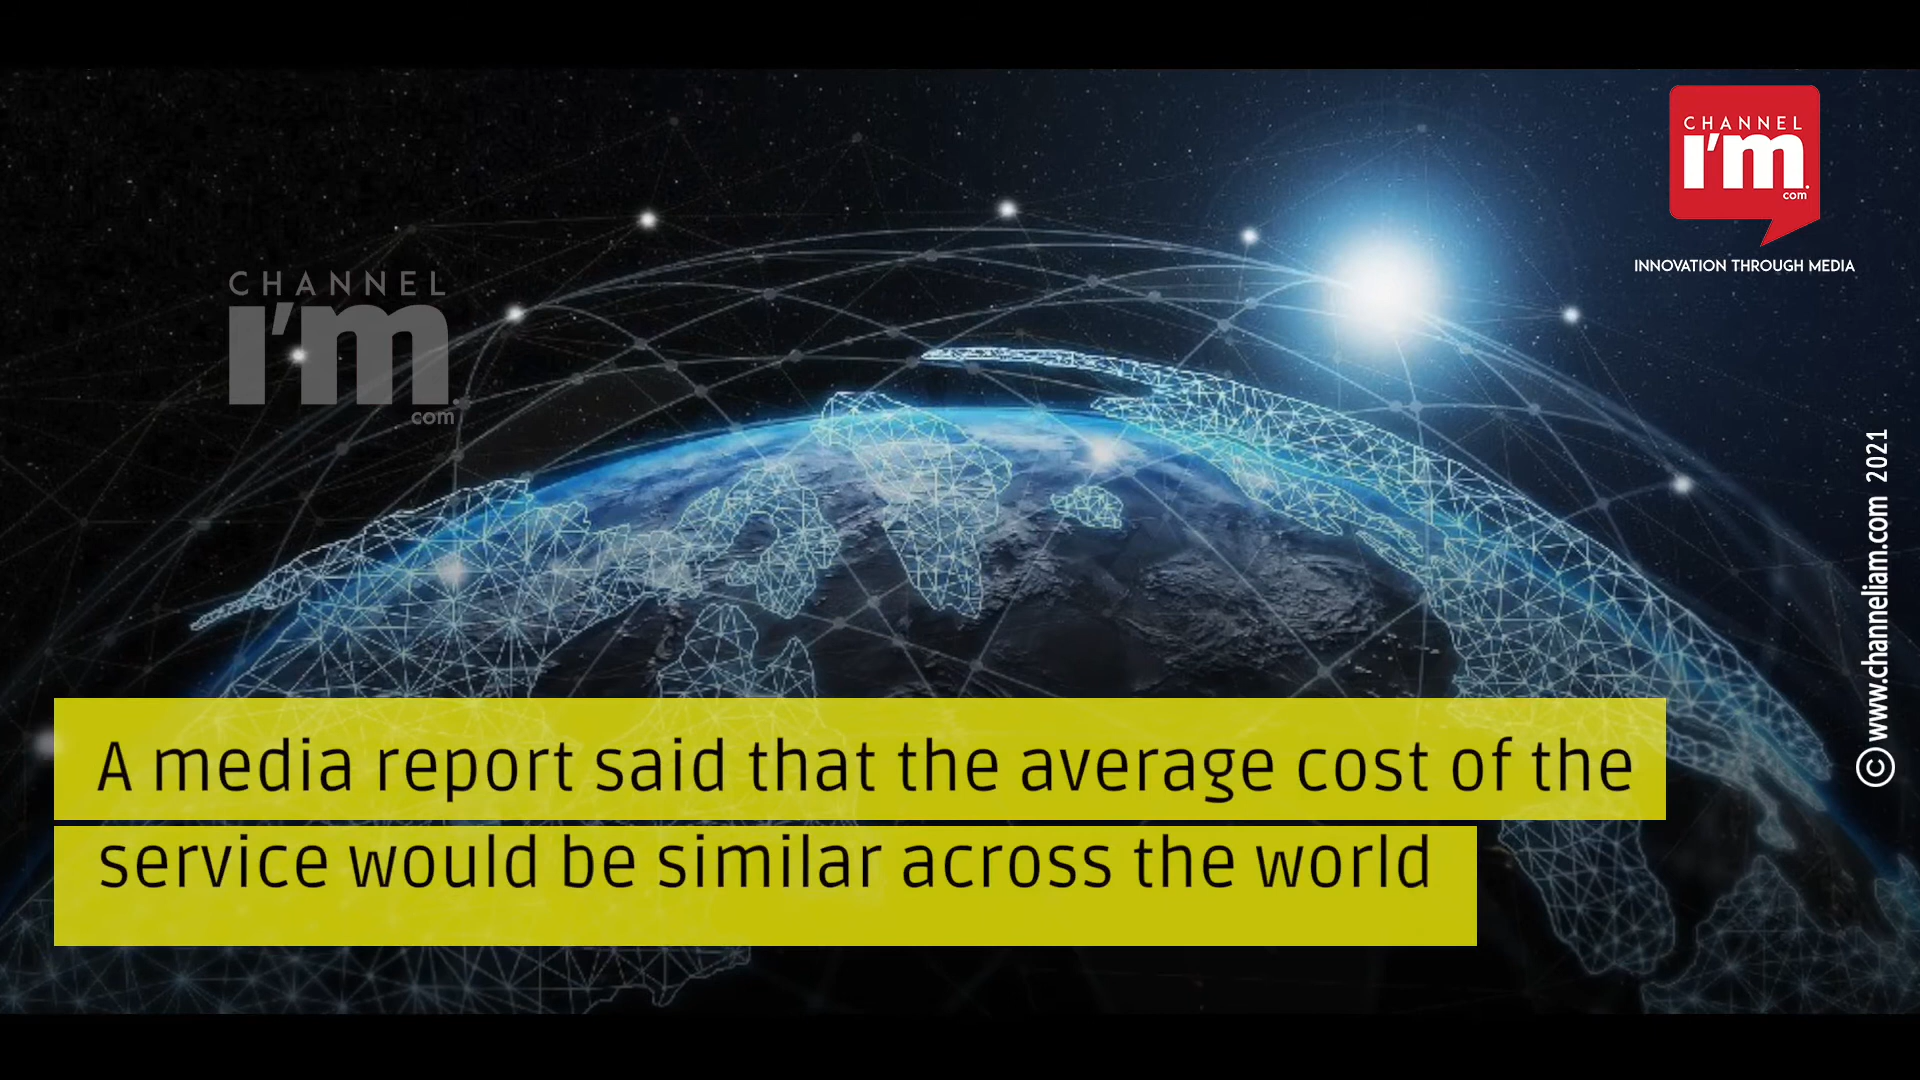 CHANNEL
I'm
.com
INNOVATION THROUGH MEDIA
CHANNEL
I'm.
com
© www.channeliam.com 2021
A media report said that the average cost of the
service would be similar across the world